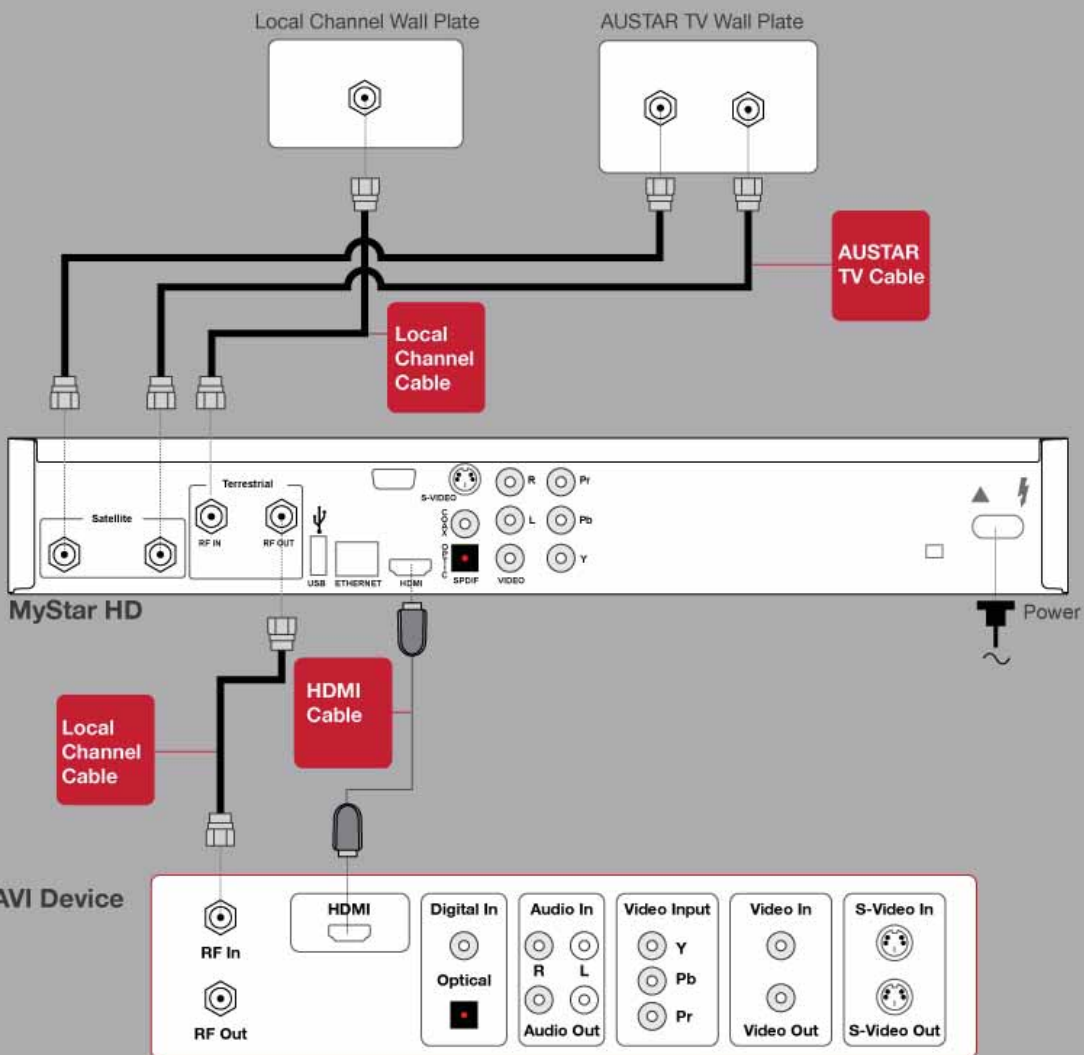 Local Channel Wall Plate
AUSTAR TV Wall Plate
AUSTAR
TV Cable
Local
Channel
Cable
Terrestrial
Satellite
RF IN
RF OUT
USB
ETHERNET
HDMI
S-VIDEO
COAX
OPTIC
SPDIF
VIDEO
R
L
Pr
Pb
Y
MyStar HD
Power
HDMI
Cable
Local
Channel
Cable
AVI Device
RF In
RF Out
HDMI
Digital In
Optical
Audio In
R L
Audio Out
Video Input
Y
Pb
Pr
Video In
Video Out
S-Video In
S-Video Out